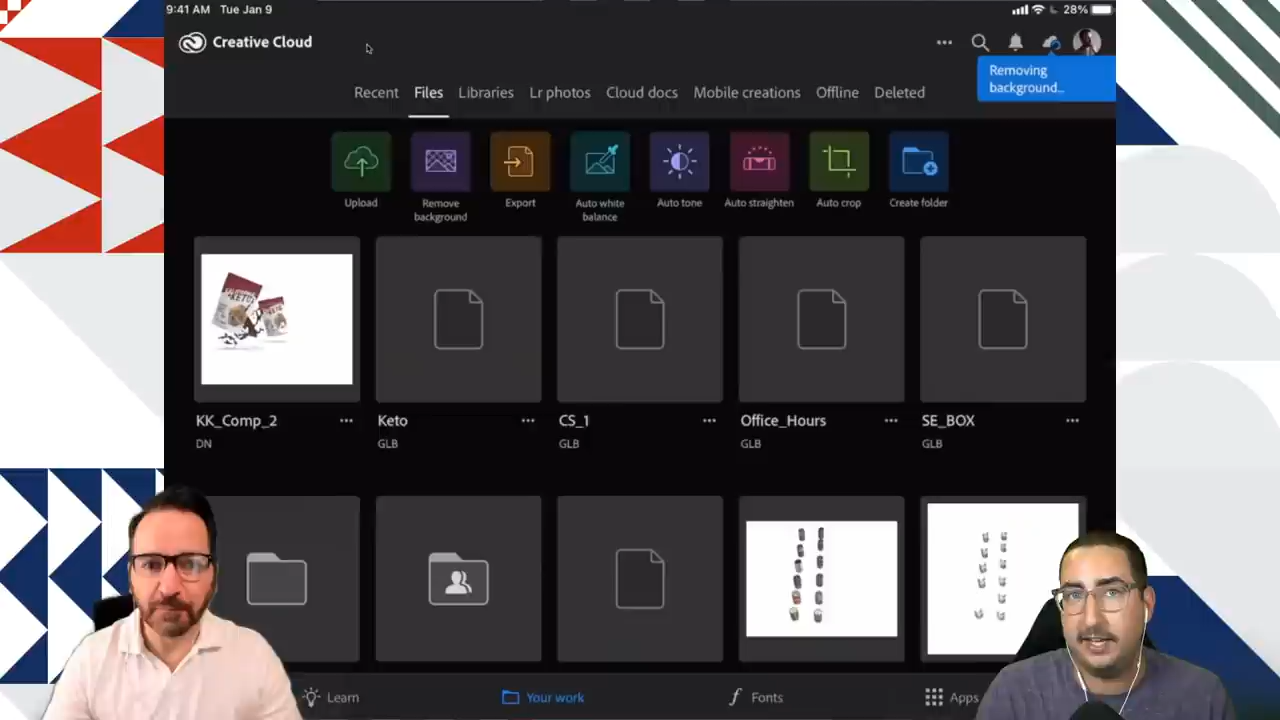 9:41 AM Tue Jan 9
28%
Creative Cloud
Removing
background...
Recent Files Libraries Lr photos Cloud docs Mobile creations Offline Deleted
Upload
Remove
background
Export
Auto white
balance
Auto tone
Auto straighten
Auto crop
Create folder
KK_Comp_2
DN
Keto
GLB
CS_1
GLB
Office_Hours
GLB
SE_BOX
GLB
Learn
Your work
Fonts
Apps